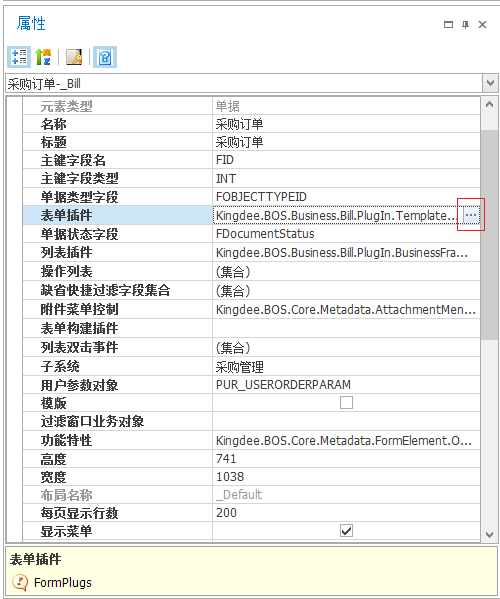 属性
采购订单-_Bill
元素类型 单据
名称 采购订单
标题 采购订单
主键字段名 FID
主键字段类型 INT
单据类型字段 FOBJECTTYPEID
表单插件 Kingdee.BOS.Business.Bill.PlugIn.Template... ...
单据状态字段 FDocumentStatus
列表插件 Kingdee.BOS.Business.Bill.PlugIn.BusinessFra...
操作列表 (集合)
缺省快捷过滤字段集合 (集合)
附件菜单控制 Kingdee.BOS.Core.Metadata.AttachmentMen...
表单构建插件
列表双击事件 (集合)
子系统 采购管理
用户参数对象 PUR_USERORDERPARAM
模版
过滤窗口业务对象
功能特性 Kingdee.BOS.Core.Metadata.FormElement.O...
高度 741
宽度 1038
布局名称 _Default
每页显示行数 200
显示菜单
表单插件
FormPlugs